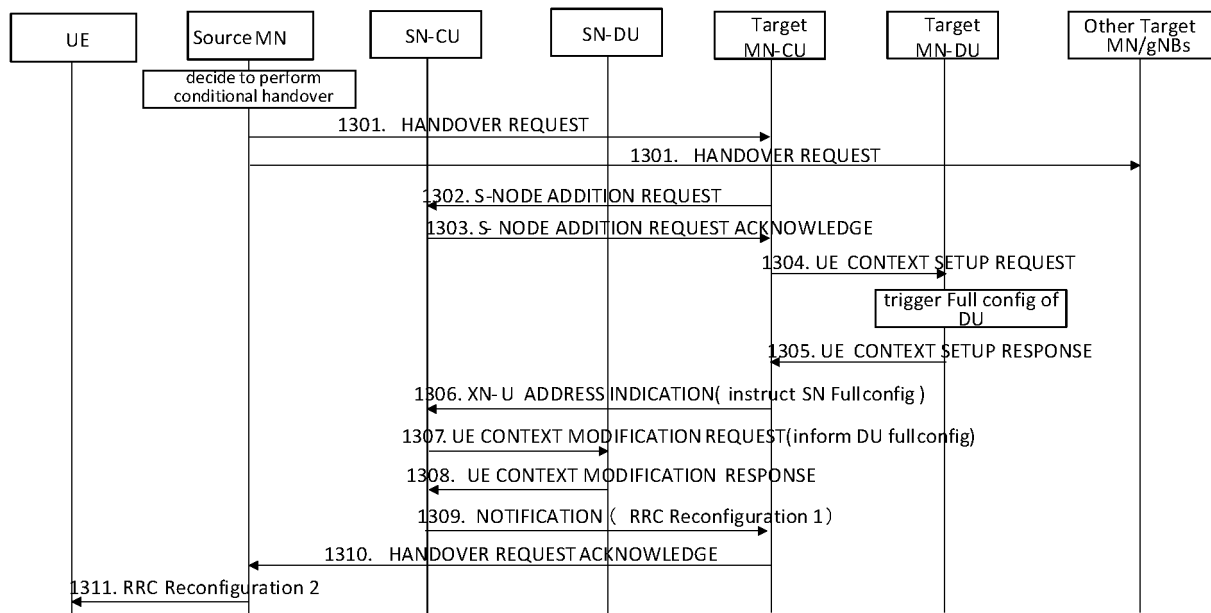 UE
Source MN
SN-CU
SN-DU
Target
MN-CU
Target
MN-DU
Other Target
MN/gNBs
decide to perform
conditional handover
1301. HANDOVER REQUEST
1301. HANDOVER REQUEST
1302. S-NODE ADDITION REQUEST
1303. S- NODE ADDITION REQUEST ACKNOWLEDGE
1304. UE CONTEXT SETUP REQUEST
trigger Full config of
DU
1305. UE CONTEXT SETUP RESPONSE
1306. XN-U ADDRESS INDICATION( instruct SN Fullconfig )
1307. UE CONTEXT MODIFICATION REQUEST(inform DU fullconfig)
1308. UE CONTEXT MODIFICATION RESPONSE
1309. NOTIFICATION ( RRC Reconfiguration 1)
1310. HANDOVER REQUEST ACKNOWLEDGE
1311. RRC Reconfiguration 2